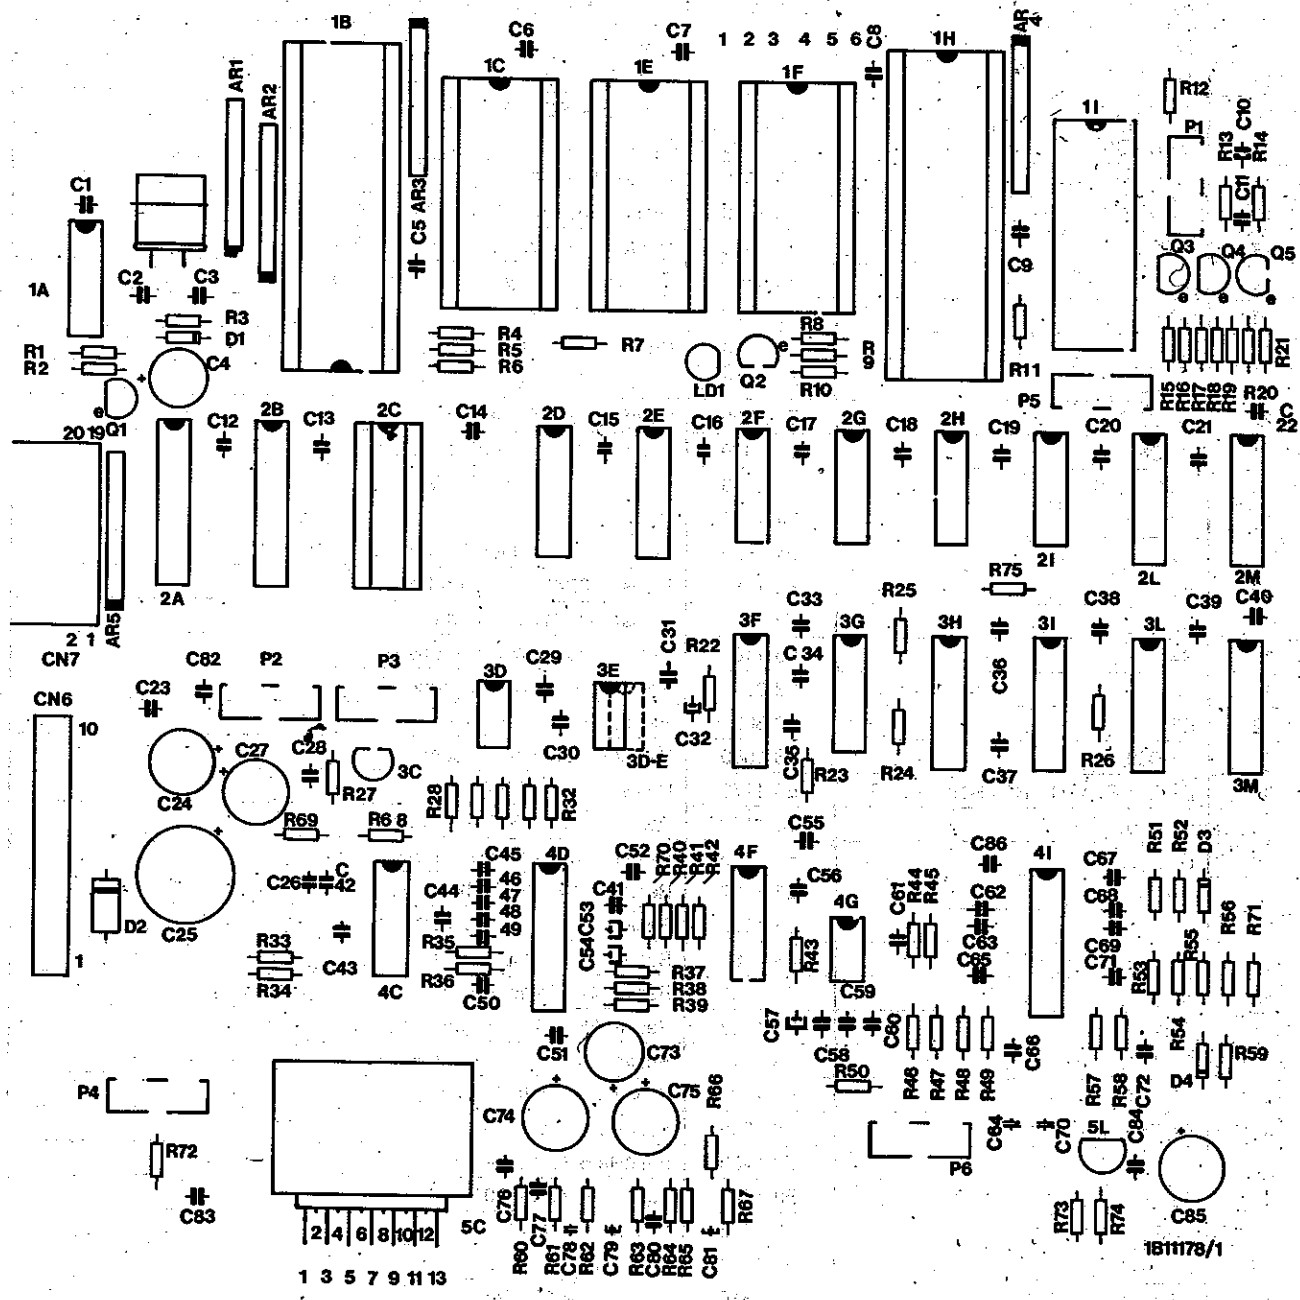 1B
C6
C7
1 2 3 4 5 6
C8
1H
AR
4
1C
1E
1F
AR1
AR2
R12
1I
P1
C10
R13
R14
C11
C1
AR3
C5
C9
Q3
Q4
Q5
e
e
e
1A
C2
C3
R3
D1
R1
R2
C4
R4
R5
R6
R7
LD1
Q2
e
R8
R
9
R10
R11
P5
R15
R16
R17
R18
R19
R20
R21
e
Q1
C12
2B
C13
2C
C14
2D
C15
2E
C16
2F
C17
2G
C18
2H
C19
C20
C21
C
22
20 19
2A
2I
2L
2M
R75
R25
AR5
2 1
CN7
C82
P2
P3
3D
C29
3E
C31
R22
3F
C33
C34
3G
3H
C36
3I
C38
3L
C39
C40
CN6
10
C23
C28
C30
3D-E
C32
C35
R23
R24
C37
R26
3M
C24
C27
R27
3C
R28
R32
R69
R68
C25
C26
C
42
C44
C45
46
47
48
49
4D
C52
R70
R40
R41
R42
4F
C55
C56
4G
C61
R44
R45
C86
C62
C63
C65
4I
C67
C68
C69
C71
R51
R52
D3
R56
R71
D2
1
R33
R34
C43
4C
R35
R36
C50
C41
C53
C54
R37
R38
R39
R43
C59
R53
R55
C51
C73
C57
C58
C60
R46
R47
R48
R49
C66
R57
R58
C72
R54
D4
R59
P4
R72
C83
C74
C75
R66
R50
P6
C64
C70
5L
C84
C85
R73
R74
5C
2 4 6 8 10 12
1 3 5 7 9 11 13
C76
R60
C77
R61
C78
R62
C79
R63
C80
R64
R65
C81
R67
1B11178/1